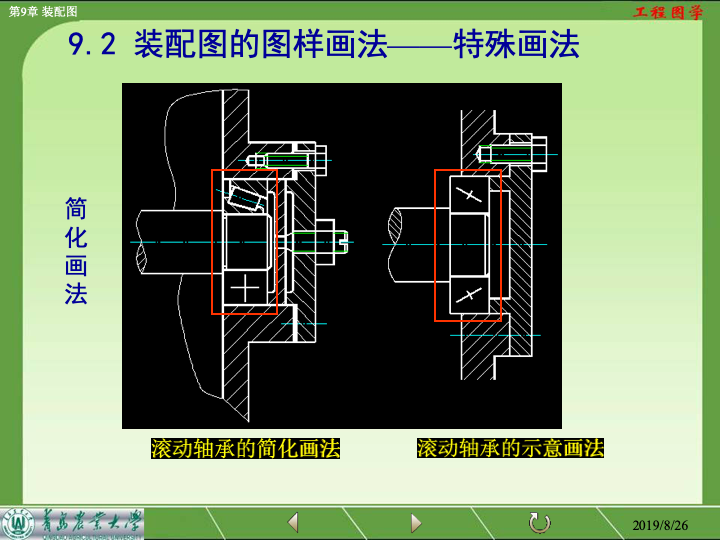 第9章 装配图
工程图学
9.2 装配图的图样画法——特殊画法
简
化
画
法
滚动轴承的简化画法
滚动轴承的示意画法
青岛农业大学
2019/8/26